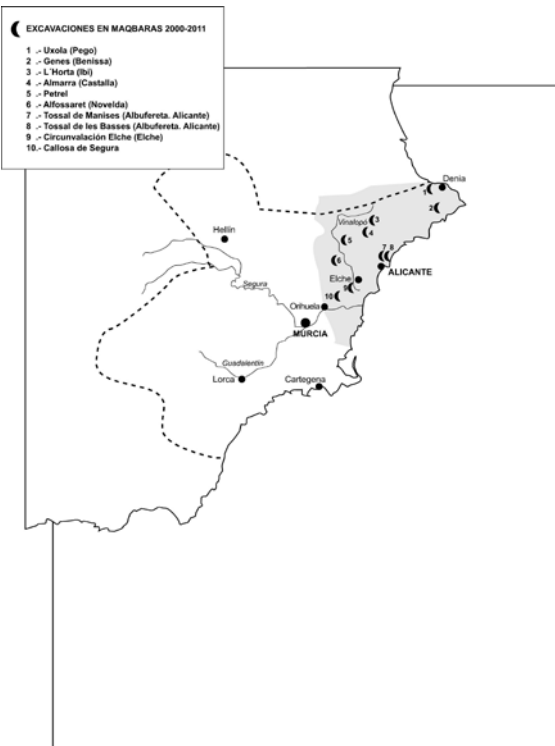 EXCAVACIONES EN MAQBARAS 2000-2011
1 .- Uxola (Pego)
2 .- Genes (Benissa)
3 .- L´Horta (Ibi)
4 .- Almarra (Castalla)
5 .- Petrel
6 .- Alfossaret (Novelda)
7 .- Tossal de Manises (Albufereta. Alicante)
8 .- Tossal de les Basses (Albufereta. Alicante)
9 .- Circunvalación Elche (Elche)
10.- Callosa de Segura
Denia
1
2
Vinalopó
3
4
Hellín
5
7 8
6
ALICANTE
Elche
Segura
9
10
Orihuela
MURCIA
Guadalentín
Lorca
Cartegena